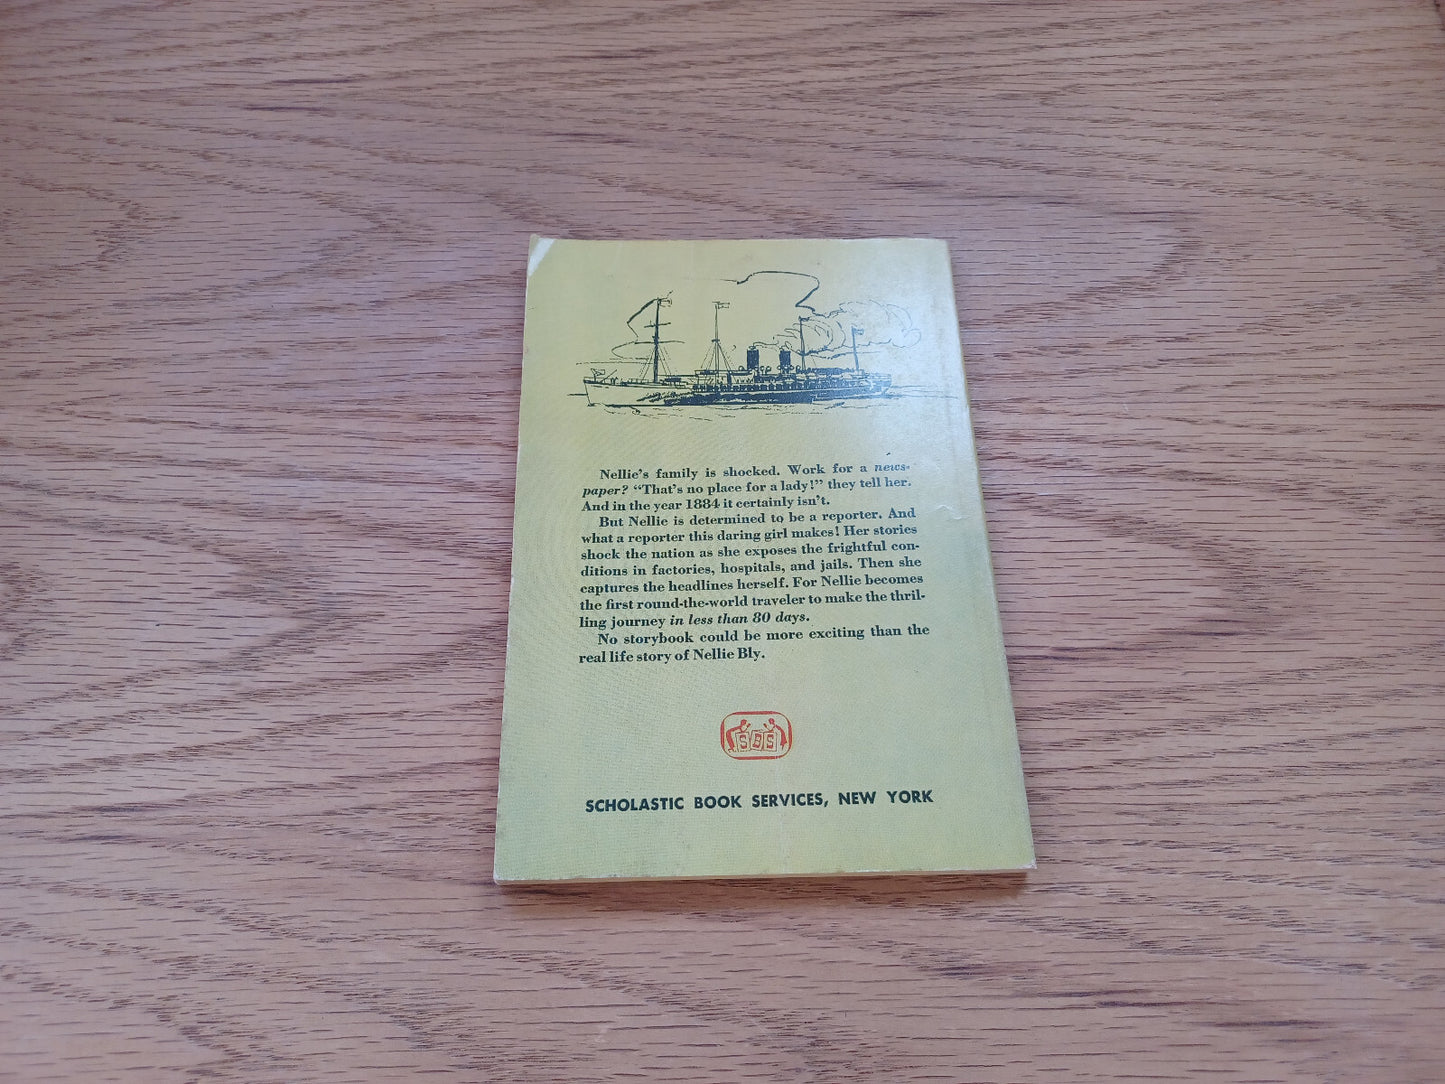 Nellie's family is shocked. Work for a news-
paper? "That's no place for a lady!" they tell her.
And in the year 1884 it certainly isn't.
But Nellie is determined to be a reporter. And
what a reporter this daring girl makes! Her stories
shock the nation as she exposes the frightful con-
ditions in factories, hospitals, and jails. Then she
captures the headlines herself. For Nellie becomes
the first round-the-world traveler to make the thril-
ling journey in less than 80 days.
No storybook could be more exciting than the
real life story of Nellie Bly.
SBS
SCHOLASTIC BOOK SERVICES, NEW YORK